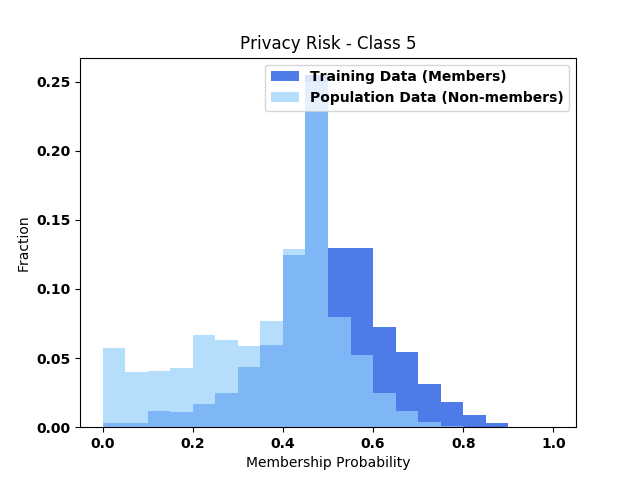 Privacy Risk - Class 5
Training Data (Members)
Population Data (Non-members)
0.25
0.20
0.15
0.10
0.05
0.00
Fraction
0.0 0.2 0.4 0.6 0.8 1.0
Membership Probability